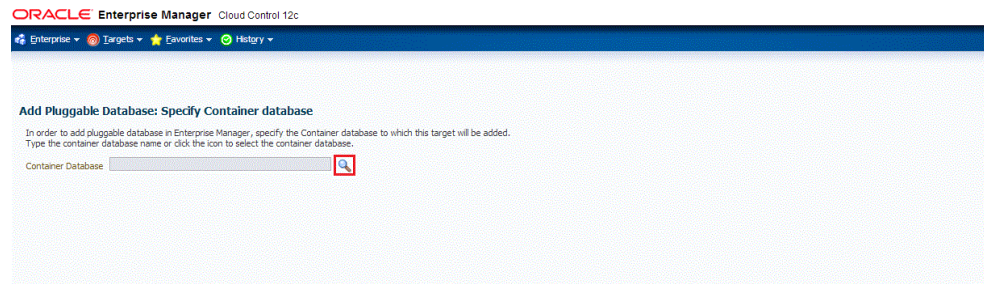 ORACLE Enterprise Manager Cloud Control 12c
Enterprise Targets Favorites History
Add Pluggable Database: Specify Container database
In order to add pluggable database in Enterprise Manager, specify the Container database to which this target will be added.
Type the container database name or click the icon to select the container database.
Container Database